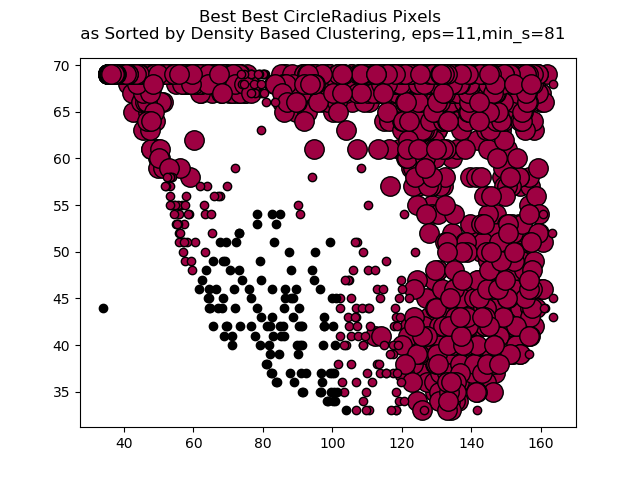 Best Best CircleRadius Pixels
as Sorted by Density Based Clustering, eps=11,min_s=81
70
65
60
55
50
45
40
35
40 60 80 100 120 140 160